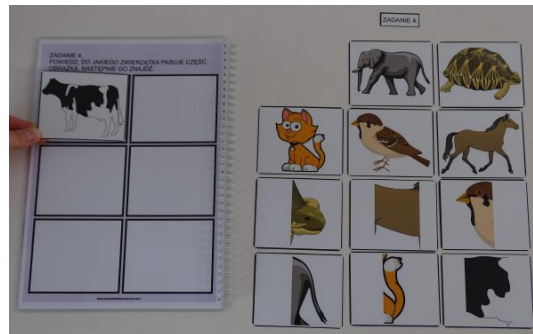 ZADANIE 4.
ZADANIE 4.
POWIEDZ, DO JAKIEGO ZWIERZĄTKA PASUJE CZĘŚĆ
OBRAZKA, NASTĘPNIE GO ZNAJDŹ.